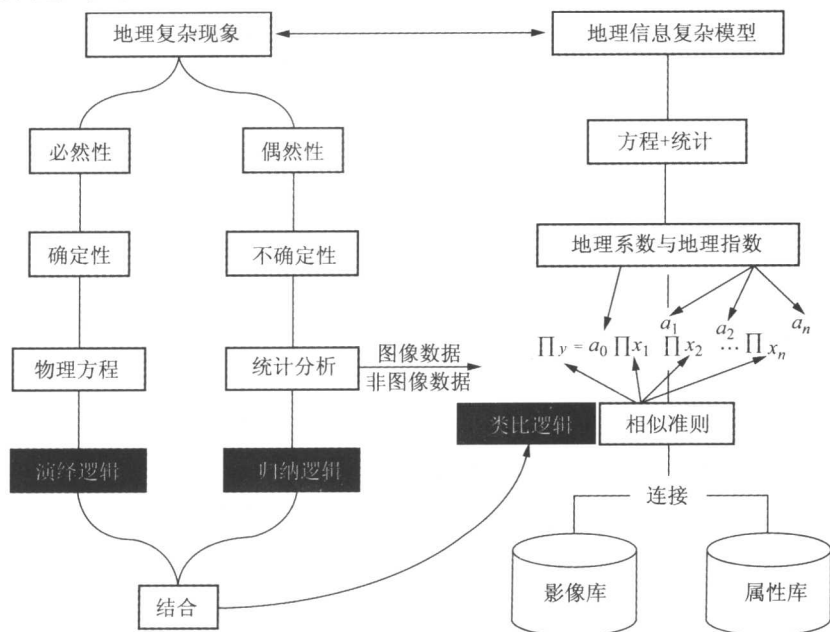 地理复杂现象
地理信息复杂模型
必然性
偶然性
方程+统计
确定性
不确定性
地理系数与地理指数
a₁ a₂ aₙ
∏ y = a₀ ∏ x₁ ∏ x₂ … ∏ xₙ
物理方程
统计分析
图像数据
非图像数据
类比逻辑
相似准则
演绎逻辑
归纳逻辑
连接
影像库
属性库
结合